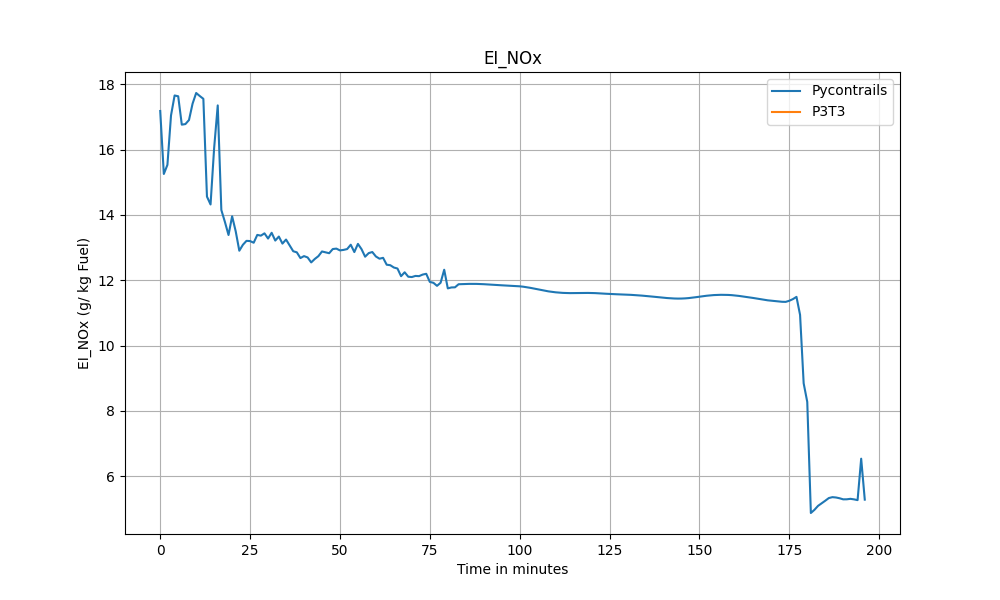 EI_NOx
Pycontrails
P3T3
EI_NOx (g/ kg Fuel)
18
16
14
12
10
8
6
0 25 50 75 100 125 150 175 200
Time in minutes